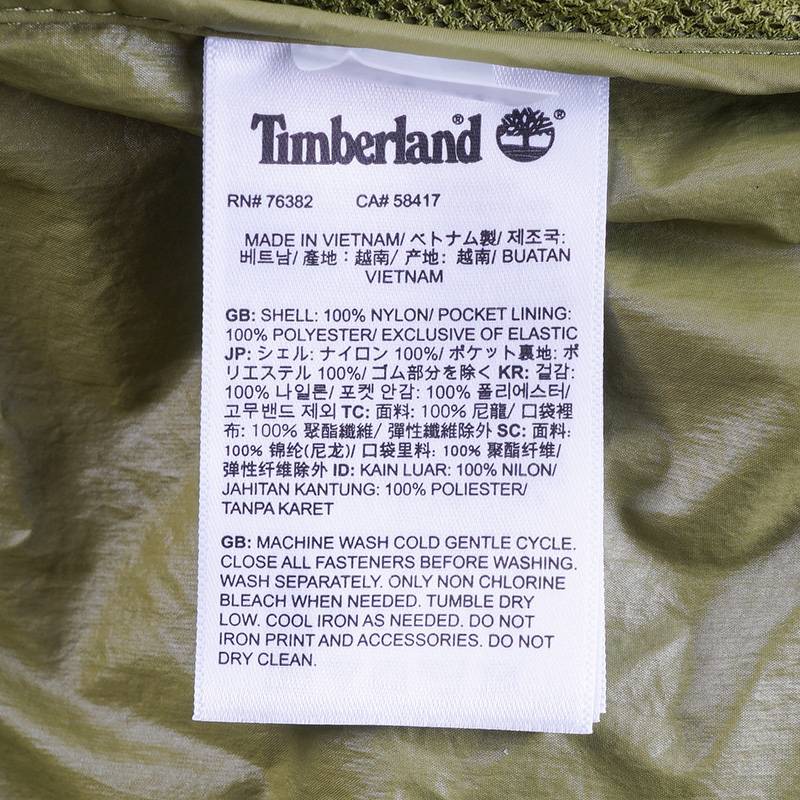 Timberland® ®
RN# 76382 CA# 58417
MADE IN VIETNAM/ ベトナム製/ 제조국:
베트남/ 產地：越南/ 产地: 越南/ BUATAN
VIETNAM
GB: SHELL: 100% NYLON/ POCKET LINING:
100% POLYESTER/ EXCLUSIVE OF ELASTIC
JP: シェル: ナイロン 100%/ ポケット裏地: ポ
リエステル 100%/ ゴム部分を除く KR: 겉감:
100% 나일론/ 포켓 안감: 100% 폴리에스터/
고무밴드 제외 TC: 面料: 100% 尼龍/ 口袋裡
布: 100% 聚酯纖維/ 彈性纖維除外 SC: 面料:
100% 锦纶(尼龙)/ 口袋里料: 100% 聚酯纤维/
弹性纤维除外 ID: KAIN LUAR: 100% NILON/
JAHITAN KANTUNG: 100% POLIESTER/
TANPA KARET
GB: MACHINE WASH COLD GENTLE CYCLE.
CLOSE ALL FASTENERS BEFORE WASHING.
WASH SEPARATELY. ONLY NON CHLORINE
BLEACH WHEN NEEDED. TUMBLE DRY
LOW. COOL IRON AS NEEDED. DO NOT
IRON PRINT AND ACCESSORIES. DO NOT
DRY CLEAN.